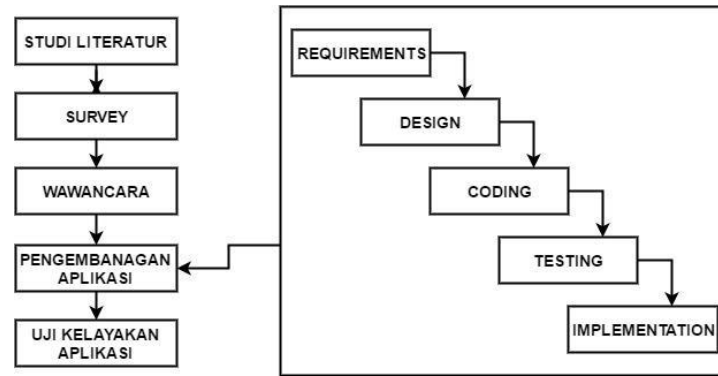 STUDI LITERATUR
SURVEY
WAWANCARA
PENGEMBANAGAN
APLIKASI
UJI KELAYAKAN
APLIKASI
REQUIREMENTS
DESIGN
CODING
TESTING
IMPLEMENTATION